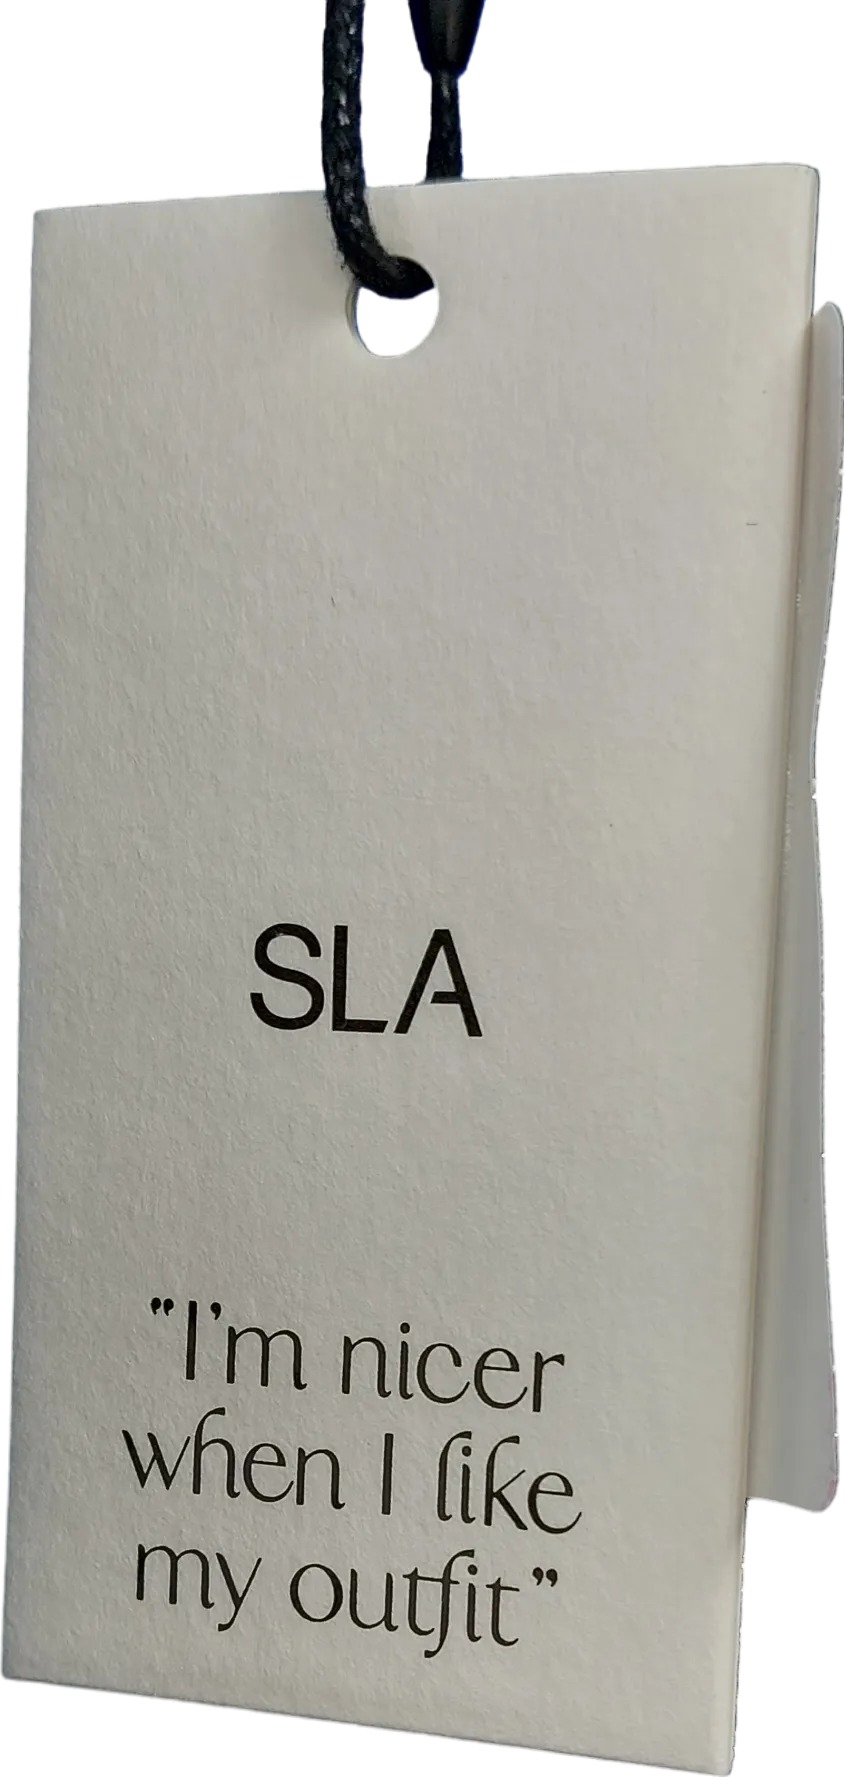 SLA
"I'm nicer
when I like
my outfit"